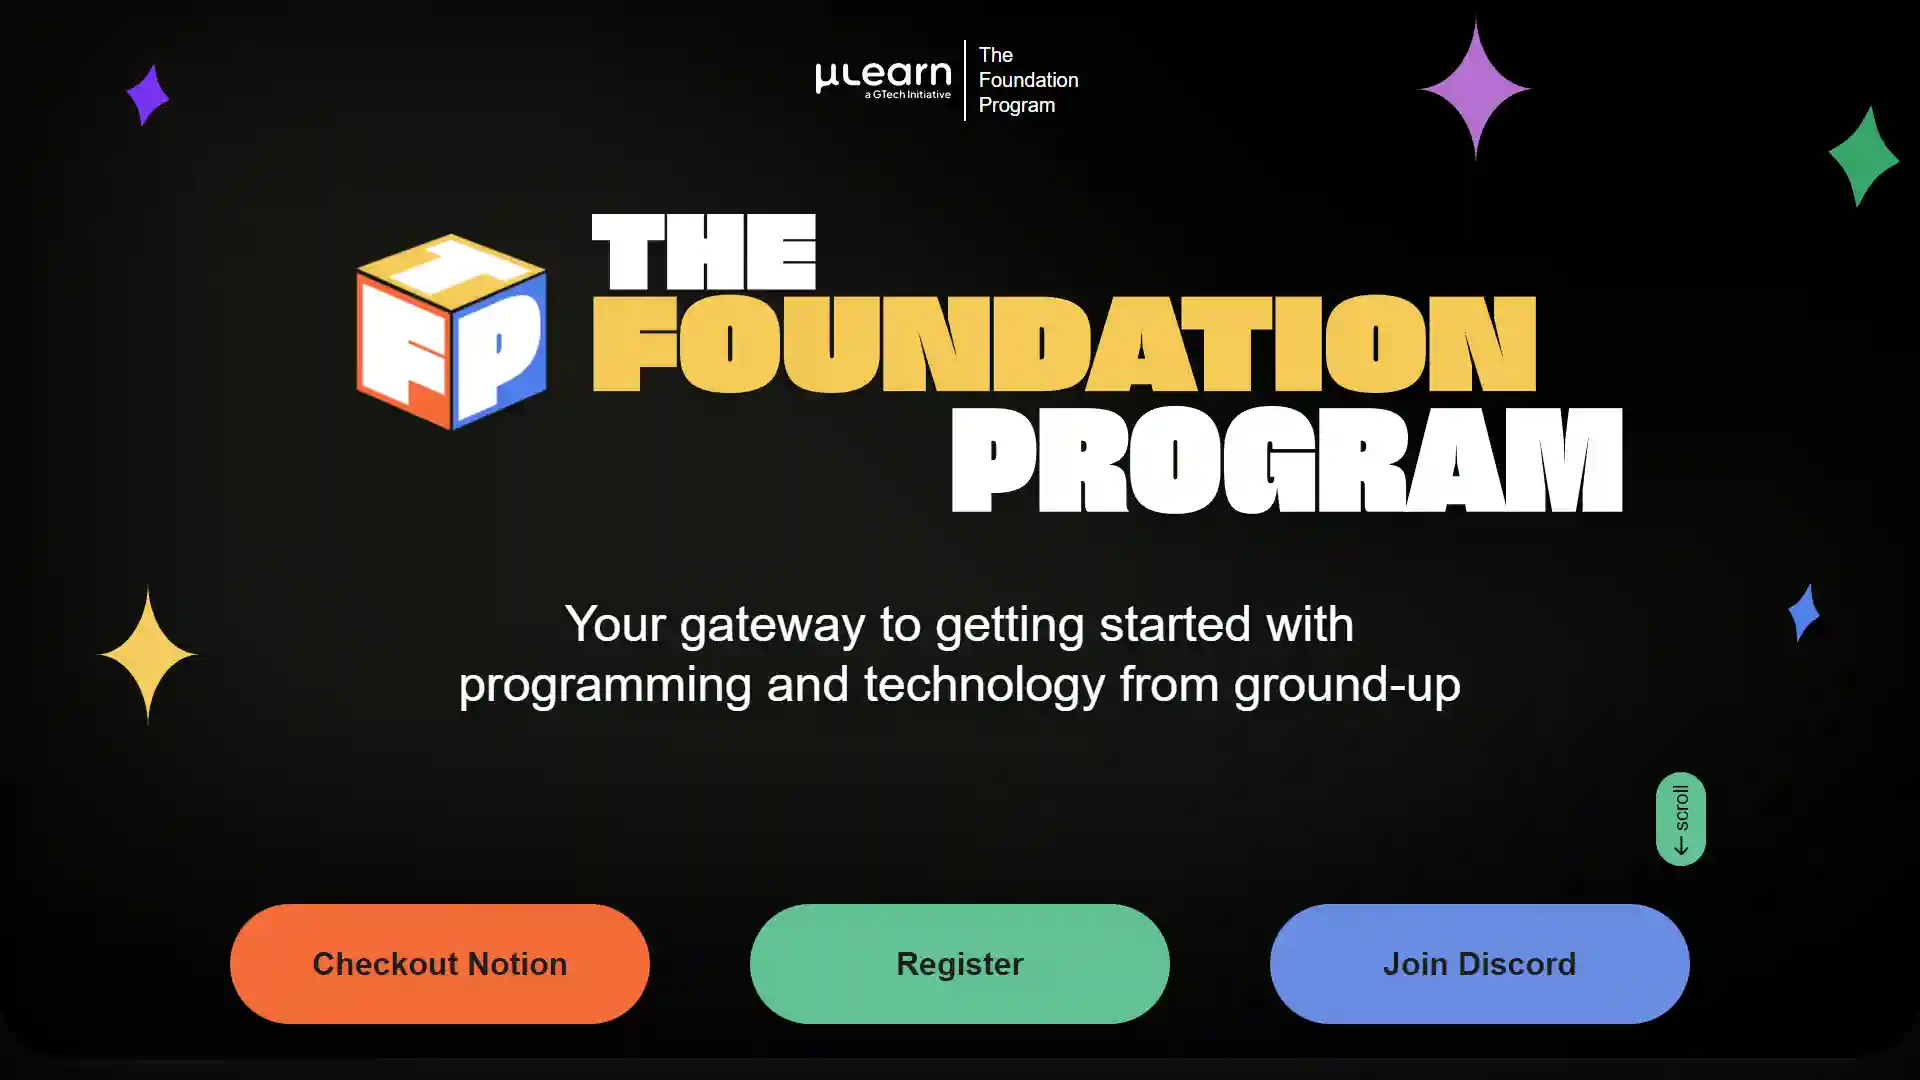 µLearn
a GTech Initiative
The
Foundation
Program
T
F P
THE
FOUNDATION
PROGRAM
Your gateway to getting started with
programming and technology from ground-up
← scroll
Checkout Notion
Register
Join Discord